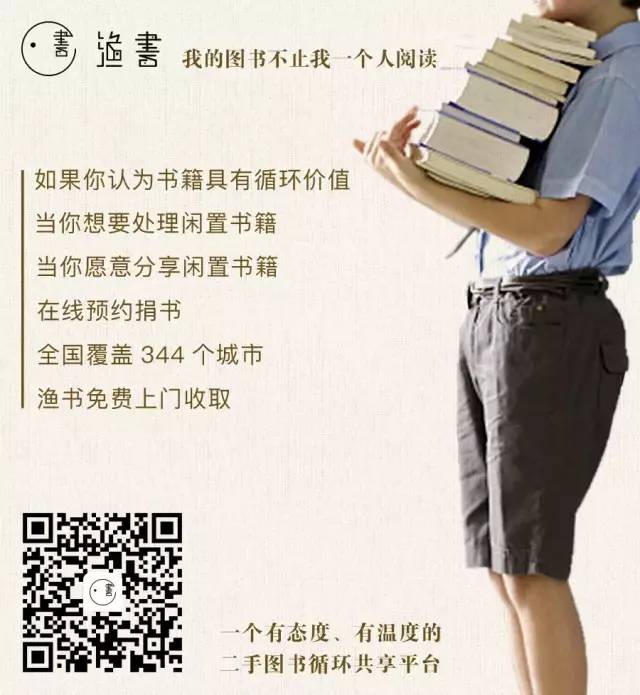 書 渔書 我的图书不止我一个人阅读
如果你认为书籍具有循环价值
当你想要处理闲置书籍
当你愿意分享闲置书籍
在线预约捐书
全国覆盖 344 个城市
渔书免费上门收取
書
一个有态度、有温度的
二手图书循环共享平台